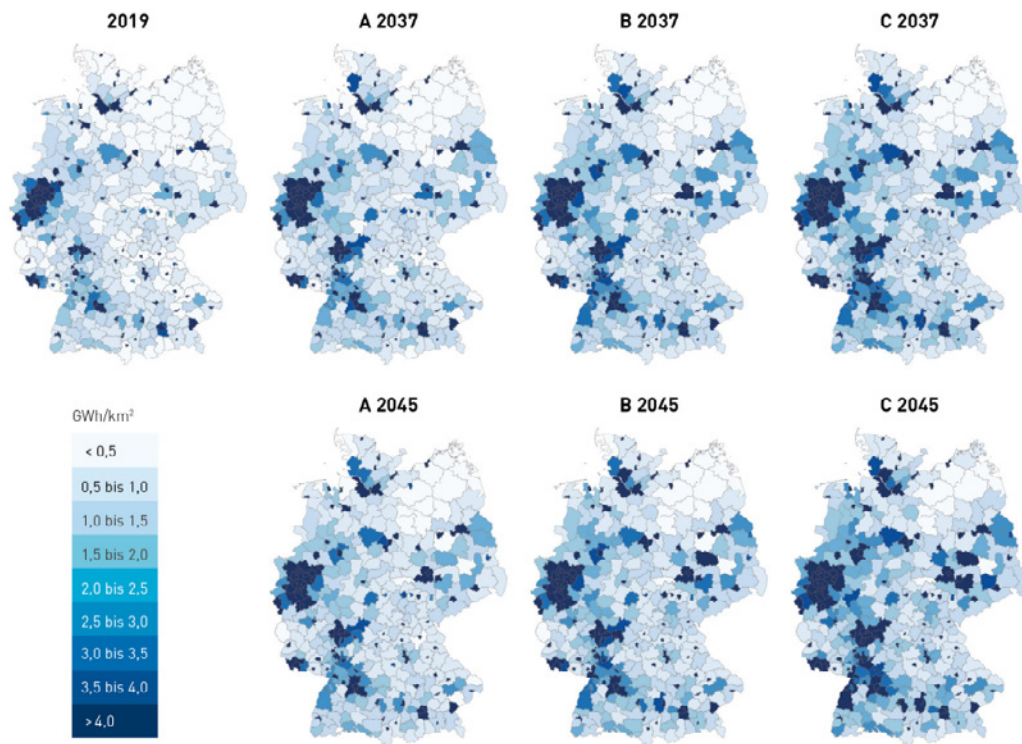 2019
A 2037
B 2037
C 2037
A 2045
B 2045
C 2045
GWh/km²
< 0,5
0,5 bis 1,0
1,0 bis 1,5
1,5 bis 2,0
2,0 bis 2,5
2,5 bis 3,0
3,0 bis 3,5
3,5 bis 4,0
>4,0